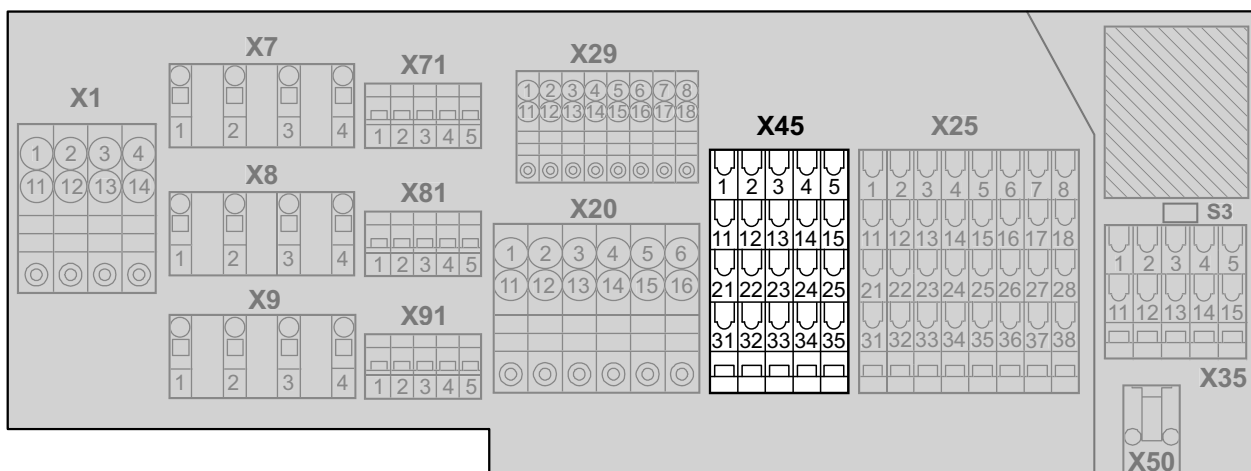 X1
1 2 3 4
11 12 13 14
X7
1 2 3 4
X8
1 2 3 4
X9
1 2 3 4
X71
1 2 3 4 5
X81
1 2 3 4 5
X91
1 2 3 4 5
X29
1 2 3 4 5 6 7 8
11 12 13 14 15 16 17 18
X20
1 2 3 4 5 6
11 12 13 14 15 16
X45
1 2 3 4 5
11 12 13 14 15
21 22 23 24 25
31 32 33 34 35
X25
1 2 3 4 5 6 7 8
11 12 13 14 15 16 17 18
21 22 23 24 25 26 27 28
31 32 33 34 35 36 37 38
S3
1 2 3 4 5
11 12 13 14 15
X35
X50